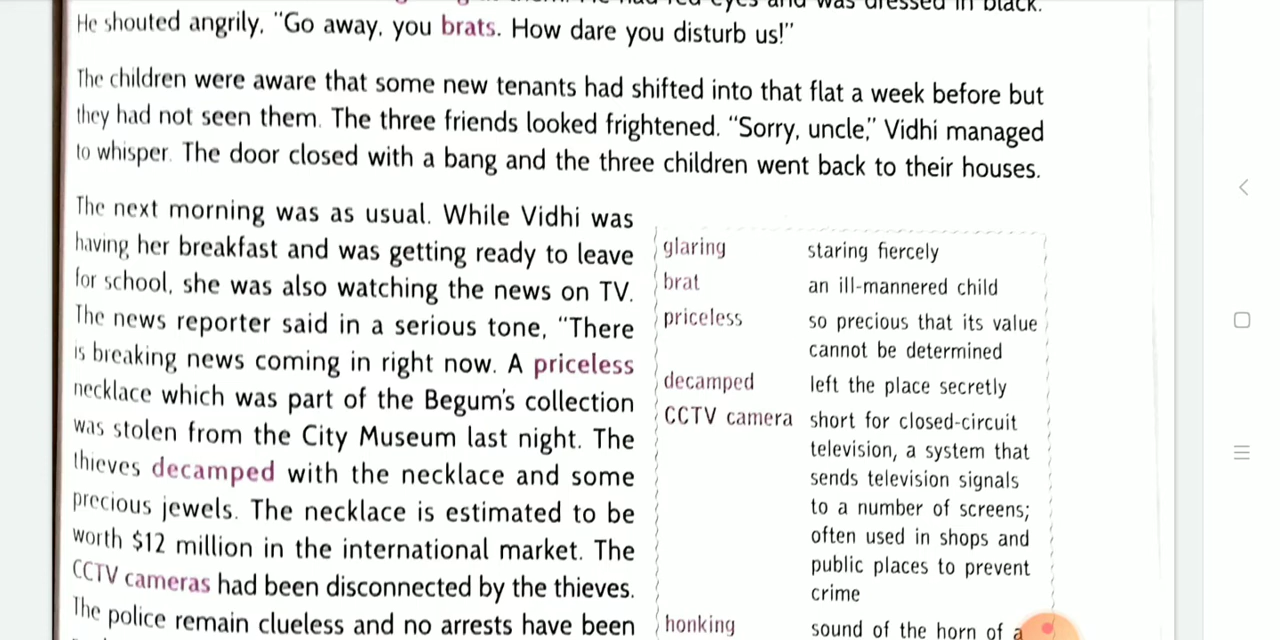 eyes and was dressed in black.
He shouted angrily, "Go away, you brats. How dare you disturb us!"
The children were aware that some new tenants had shifted into that flat a week before but
they had not seen them. The three friends looked frightened. "Sorry, uncle," Vidhi managed
to whisper. The door closed with a bang and the three children went back to their houses.
The next morning was as usual. While Vidhi was
having her breakfast and was getting ready to leave
for school, she was also watching the news on TV.
The news reporter said in a serious tone, "There
is breaking news coming in right now. A priceless
necklace which was part of the Begum's collection
was stolen from the City Museum last night. The
thieves decamped with the necklace and some
precious jewels. The necklace is estimated to be
worth $12 million in the international market. The
CCTV cameras had been disconnected by the thieves.
The police remain clueless and no arrests have been
glaring staring fiercely
brat an ill-mannered child
priceless so precious that its value
cannot be determined
decamped left the place secretly
CCTV camera short for closed-circuit
television, a system that
sends television signals
to a number of screens;
often used in shops and
public places to prevent
crime
honking sound of the horn of a